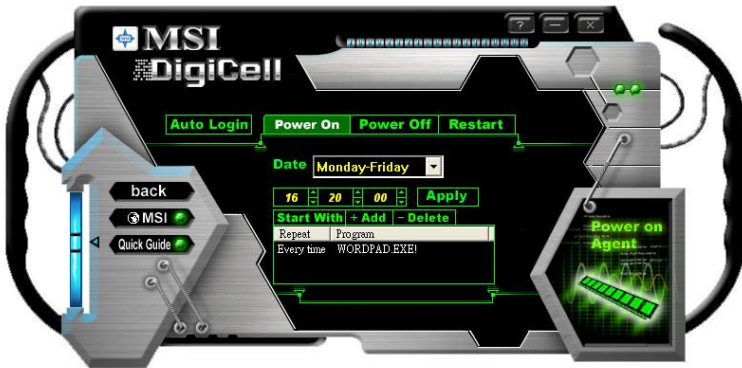 MSI
DigiCell
? — X
Auto Login Power On Power Off Restart
Date Monday-Friday
16 20 00 Apply
Start With + Add - Delete
Repeat Program
Every time WORDPAD.EXE!
back
MSI
Quick Guide
Power on
Agent